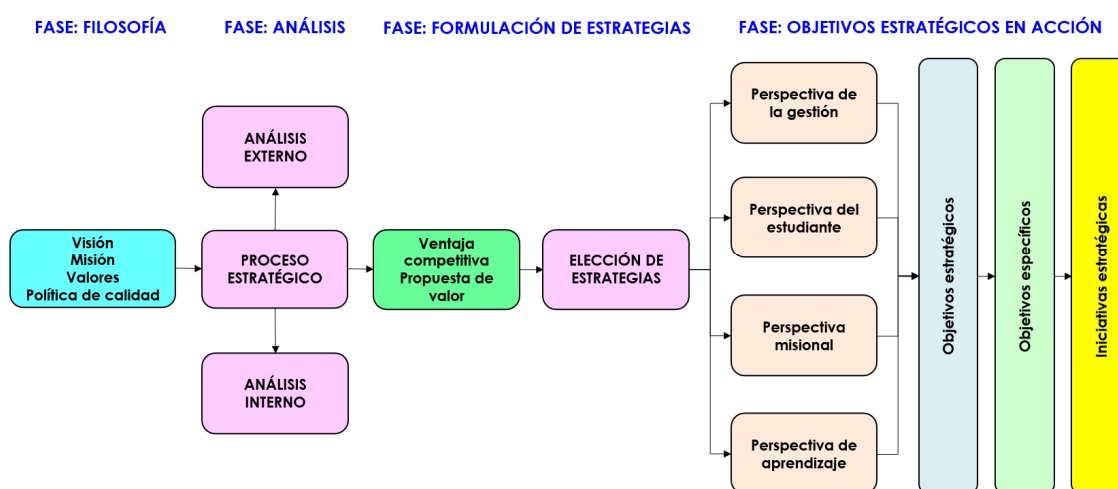 FASE: FILOSOFÍA
FASE: ANÁLISIS
FASE: FORMULACIÓN DE ESTRATEGIAS
FASE: OBJETIVOS ESTRATÉGICOS EN ACCIÓN
Visión
Misión
Valores
Política de calidad
ANÁLISIS
EXTERNO
PROCESO
ESTRATÉGICO
ANÁLISIS
INTERNO
Ventaja
competitiva
Propuesta de
valor
ELECCIÓN DE
ESTRATEGIAS
Perspectiva de
la gestión
Perspectiva del
estudiante
Perspectiva
misional
Perspectiva de
aprendizaje
Objetivos estratégicos
Objetivos específicos
Iniciativas estratégicas